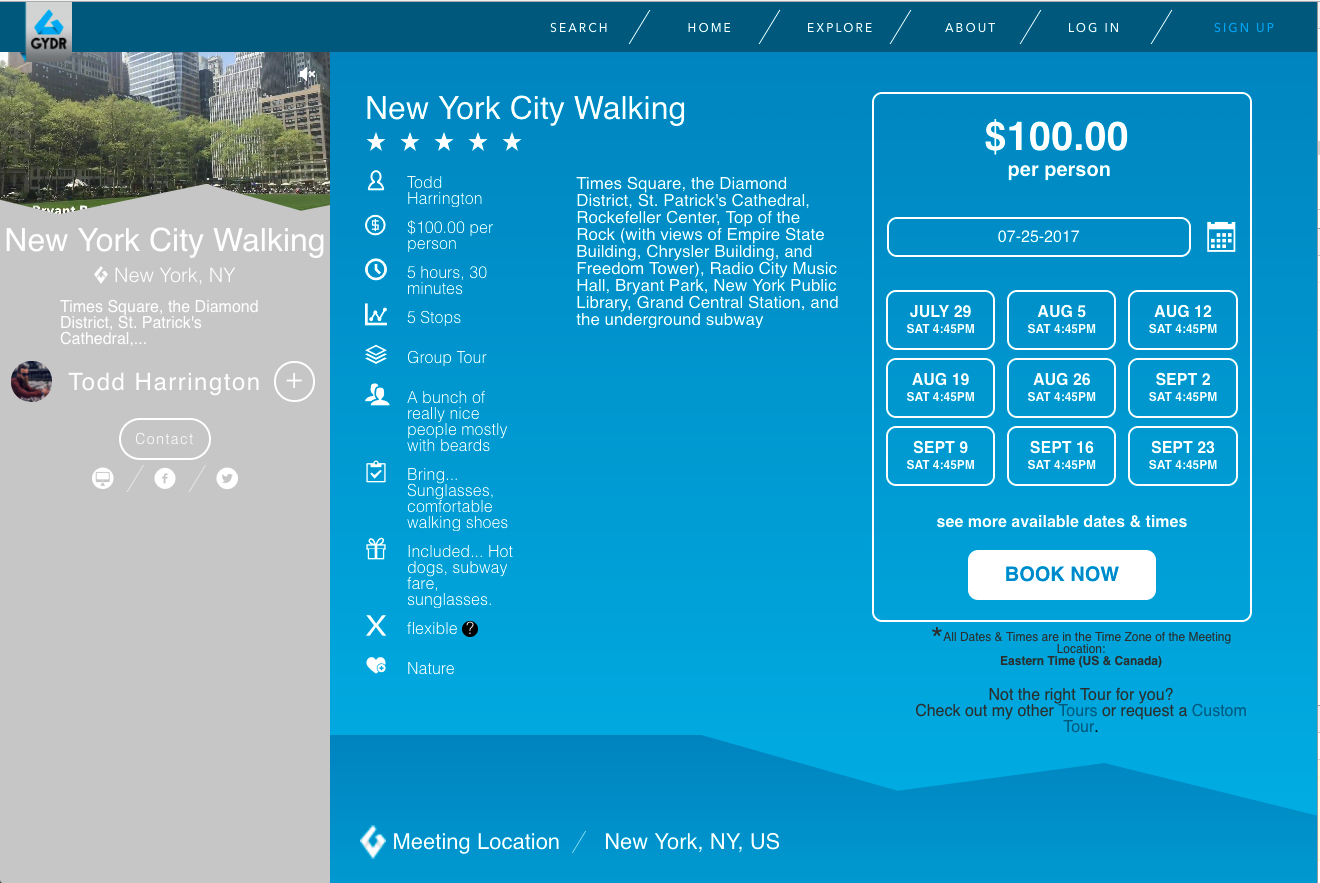 GYDR
SEARCH
HOME
EXPLORE
ABOUT
LOG IN
SIGN UP
New York City Walking
New York, NY
Times Square, the Diamond
District, St. Patrick's
Cathedral,...
Todd Harrington
Contact
New York City Walking
Todd
Harrington
$100.00 per
person
5 hours, 30
minutes
5 Stops
Group Tour
A bunch of
really nice
people mostly
with beards
Bring...
Sunglasses,
comfortable
walking shoes
Included... Hot
dogs, subway
fare,
sunglasses.
flexible ?
Nature
Times Square, the Diamond
District, St. Patrick's Cathedral,
Rockefeller Center, Top of the
Rock (with views of Empire State
Building, Chrysler Building, and
Freedom Tower), Radio City Music
Hall, Bryant Park, New York Public
Library, Grand Central Station, and
the underground subway
$100.00
per person
07-25-2017
JULY 29
SAT 4:45PM
AUG 5
SAT 4:45PM
AUG 12
SAT 4:45PM
AUG 19
SAT 4:45PM
AUG 26
SAT 4:45PM
SEPT 2
SAT 4:45PM
SEPT 9
SAT 4:45PM
SEPT 16
SAT 4:45PM
SEPT 23
SAT 4:45PM
see more available dates & times
BOOK NOW
*All Dates & Times are in the Time Zone of the Meeting
Location:
Eastern Time (US & Canada)
Not the right Tour for you?
Check out my other Tours or request a Custom
Tour.
Meeting Location / New York, NY, US